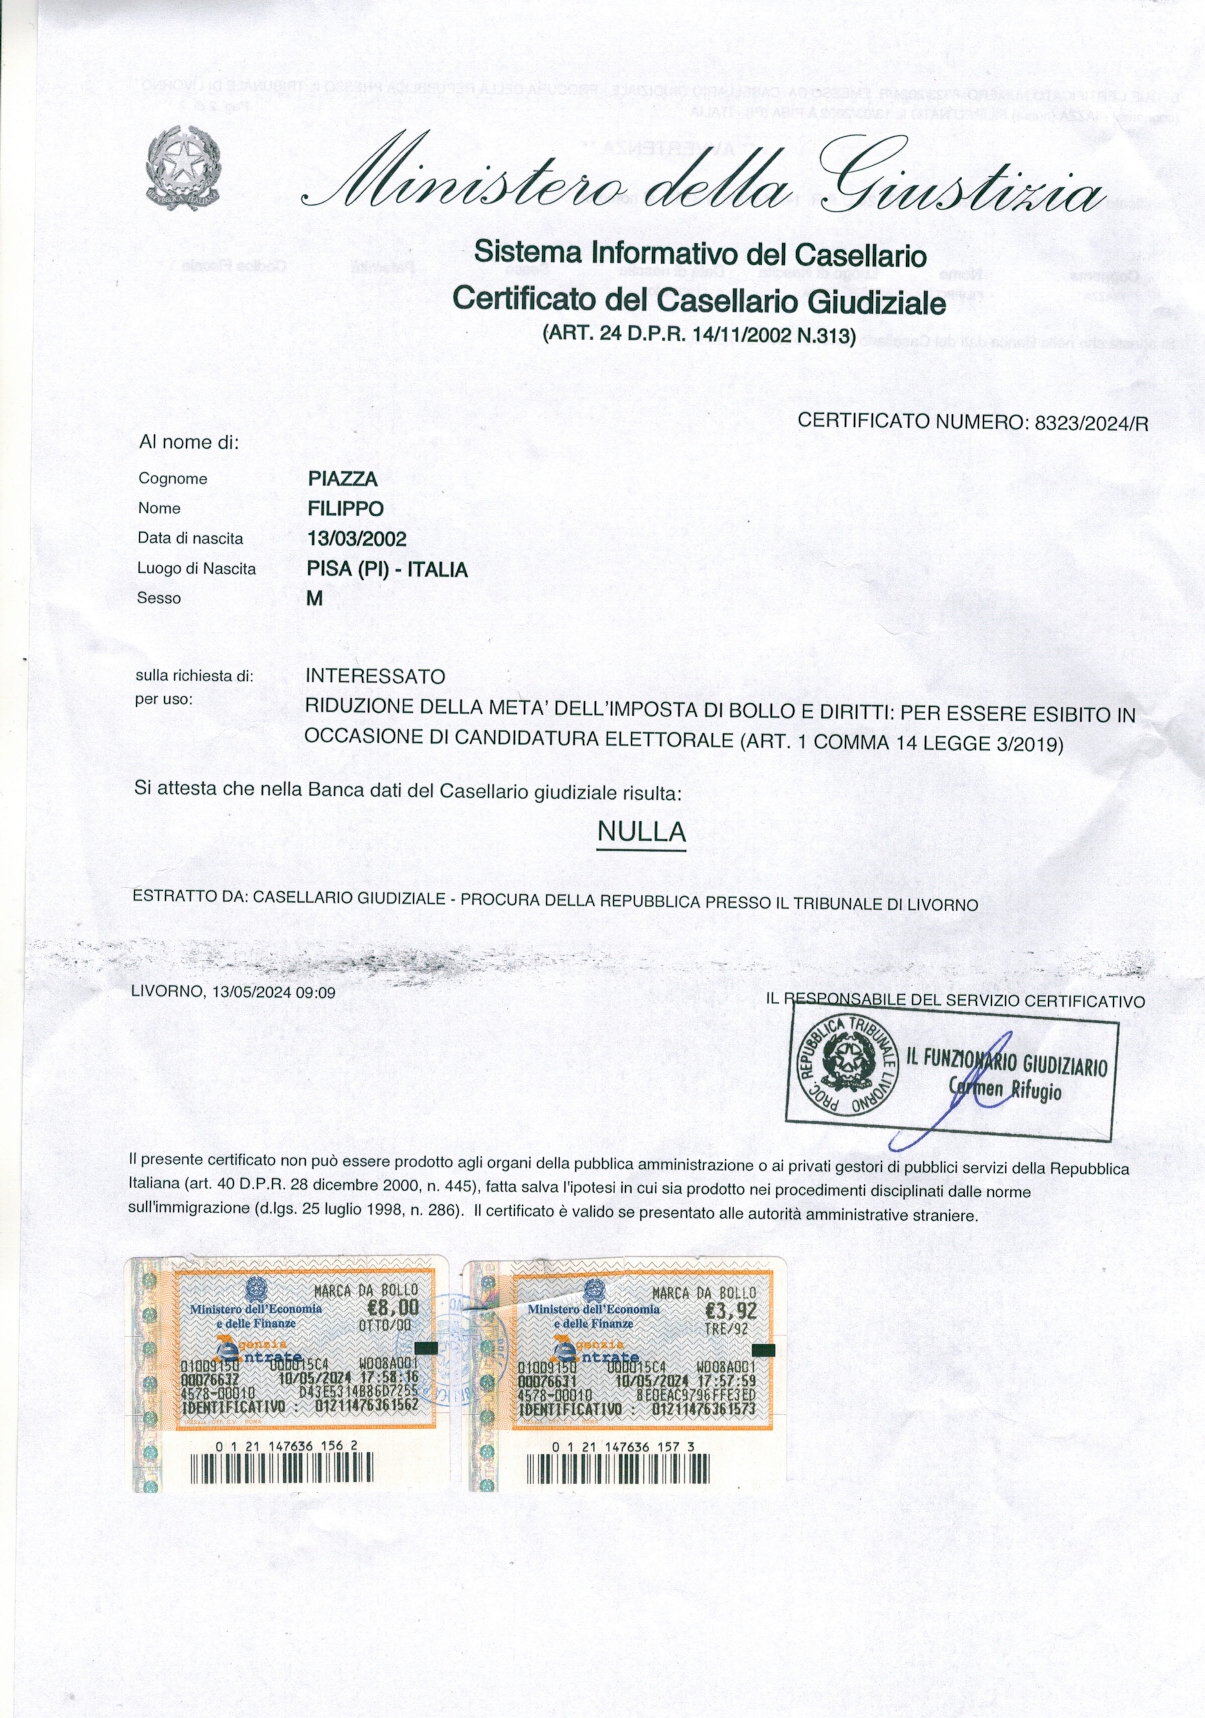 Ministero della Giustizia
Sistema Informativo del Casellario
Certificato del Casellario Giudiziale
(ART. 24 D.P.R. 14/11/2002 N.313)
CERTIFICATO NUMERO: 8323/2024/R
Al nome di:
Cognome PIAZZA
Nome FILIPPO
Data di nascita 13/03/2002
Luogo di Nascita PISA (PI) - ITALIA
Sesso M
sulla richiesta di: INTERESSATO
per uso: RIDUZIONE DELLA META' DELL'IMPOSTA DI BOLLO E DIRITTI: PER ESSERE ESIBITO IN
OCCASIONE DI CANDIDATURA ELETTORALE (ART. 1 COMMA 14 LEGGE 3/2019)
Si attesta che nella Banca dati del Casellario giudiziale risulta:
NULLA
ESTRATTO DA: CASELLARIO GIUDIZIALE - PROCURA DELLA REPUBBLICA PRESSO IL TRIBUNALE DI LIVORNO
LIVORNO, 13/05/2024 09:09
IL RESPONSABILE DEL SERVIZIO CERTIFICATIVO
PROC. REPUBBLICA TRIBUNALE LIVORNO
IL FUNZIONARIO GIUDIZIARIO
Carmen Rifugio
Il presente certificato non può essere prodotto agli organi della pubblica amministrazione o ai privati gestori di pubblici servizi della Repubblica
Italiana (art. 40 D.P.R. 28 dicembre 2000, n. 445), fatta salva l'ipotesi in cui sia prodotto nei procedimenti disciplinati dalle norme
sull'immigrazione (d.lgs. 25 luglio 1998, n. 286). Il certificato è valido se presentato alle autorità amministrative straniere.
MARCA DA BOLLO
Ministero dell'Economia €8,00
e delle Finanze OTTO/00
genzia
ntrate
01009150 000015C4 W008A001
00076632 10/05/2024 17:58:16
4578-00010 D43E5314B86D7255
IDENTIFICATIVO : 01211476361562
0 1 21 147636 156 2
MARCA DA BOLLO
Ministero dell'Economia €3,92
e delle Finanze TRE/92
genzia
ntrate
01009150 000015C4 W008A001
00076631 10/05/2024 17:57:59
4578-00010 8E0EAC9796FFE3ED
IDENTIFICATIVO : 01211476361573
0 1 21 147636 157 3